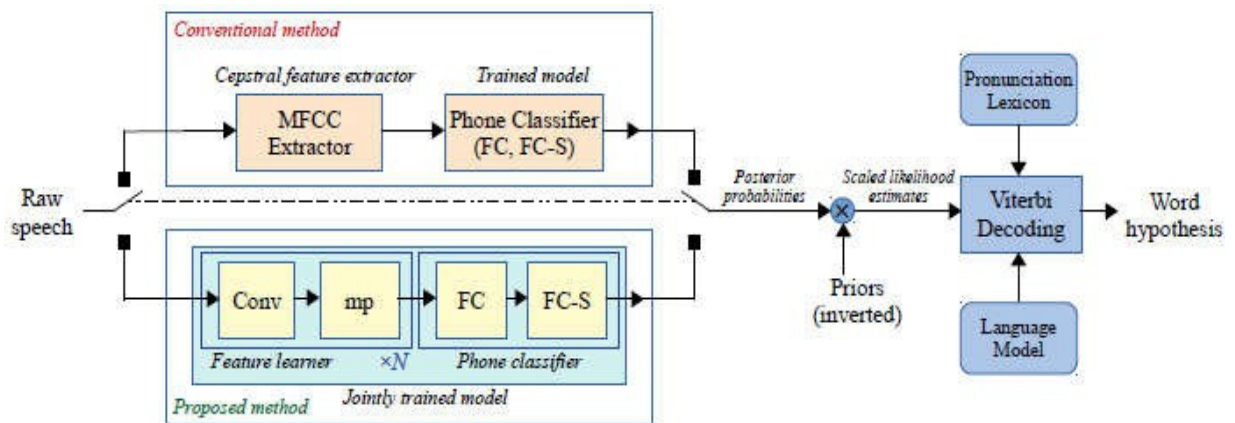 Conventional method
Cepstral feature extractor
Trained model
MFCC
Extractor
Phone Classifier
(FC, FC-S)
Raw
speech
Posterior
probabilities
×
Scaled likelihood
estimates
Priors
(inverted)
Pronunciation
Lexicon
Viterbi
Decoding
Language
Model
Word
hypothesis
Conv
mp
FC
FC-S
Feature learner
×N
Phone classifier
Jointly trained model
Proposed method